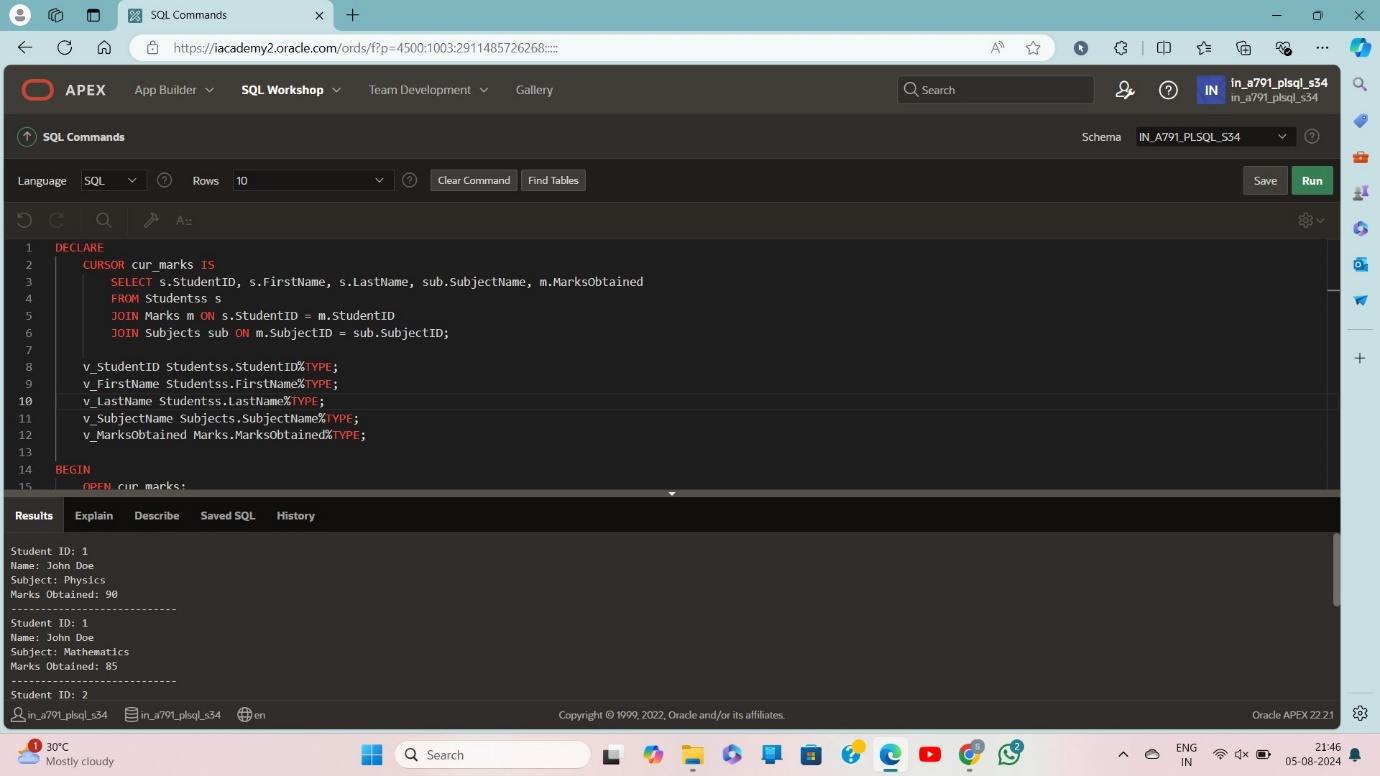 SQL Commands
https://iacademy2.oracle.com/ords/f?p=4500:1003:2911485726268:::::
APEX App Builder SQL Workshop Team Development Gallery Search IN in_a791_plsql_s34
in_a791_plsql_s34
SQL Commands Schema IN_A791_PLSQL_S34
Language SQL Rows 10 Clear Command Find Tables Save Run
1 DECLARE
2 CURSOR cur_marks IS
3 SELECT s.StudentID, s.FirstName, s.LastName, sub.SubjectName, m.MarksObtained
4 FROM Studentss s
5 JOIN Marks m ON s.StudentID = m.StudentID
6 JOIN Subjects sub ON m.SubjectID = sub.SubjectID;
7
8 v_StudentID Studentss.StudentID%TYPE;
9 v_FirstName Studentss.FirstName%TYPE;
10 v_LastName Studentss.LastName%TYPE;
11 v_SubjectName Subjects.SubjectName%TYPE;
12 v_MarksObtained Marks.MarksObtained%TYPE;
13
14 BEGIN
15 OPEN cur_marks;
Results Explain Describe Saved SQL History
Student ID: 1
Name: John Doe
Subject: Physics
Marks Obtained: 90
---------------------------
Student ID: 1
Name: John Doe
Subject: Mathematics
Marks Obtained: 85
---------------------------
Student ID: 2
in_a791_plsql_s34 in_a791_plsql_s34 en Copyright © 1999, 2022, Oracle and/or its affiliates. Oracle APEX 22.2.1
1 30°C
Mostly cloudy
Search
2
ENG
IN
21:46
05-08-2024